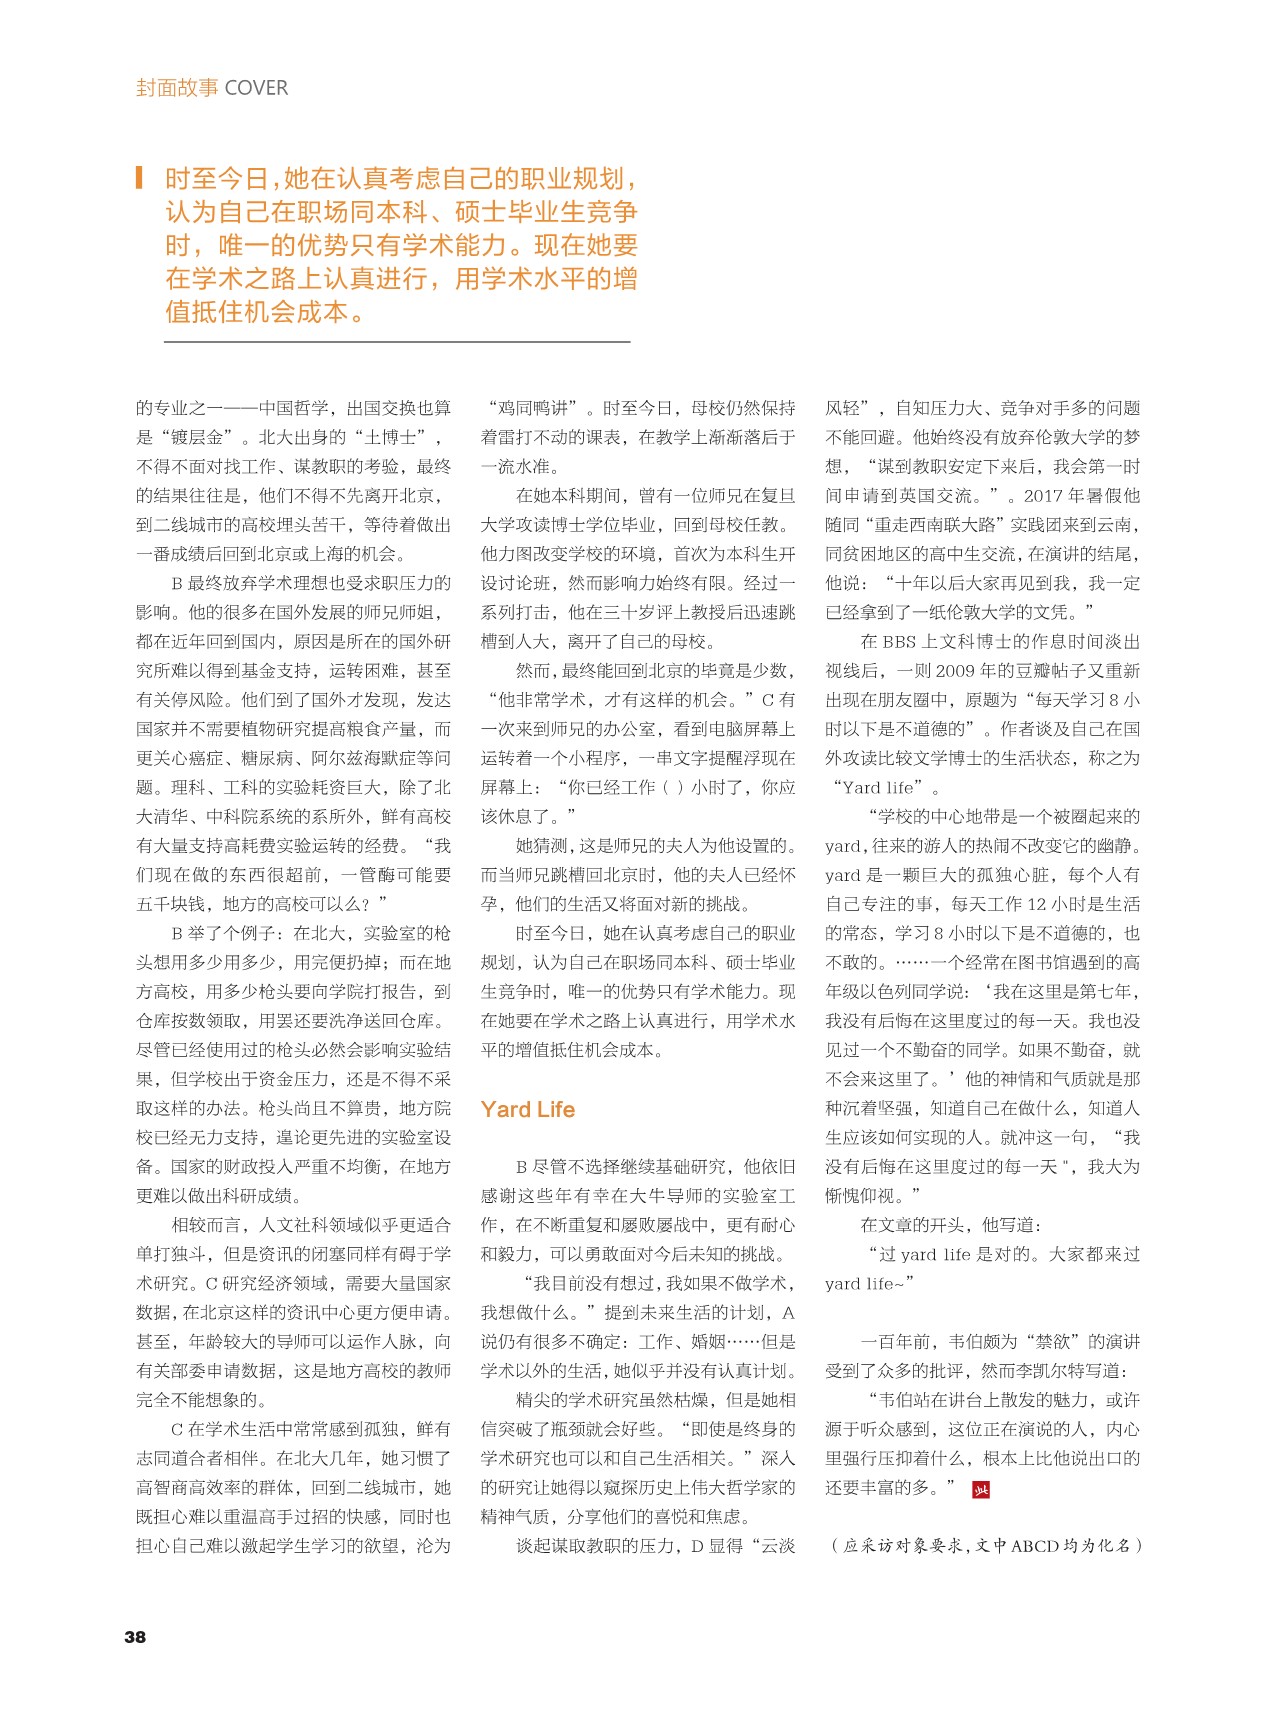 封面故事 COVER
时至今日，她在认真考虑自己的职业规划，
认为自己在职场同本科、硕士毕业生竞争
时，唯一的优势只有学术能力。现在她要
在学术之路上认真进行，用学术水平的增
值抵住机会成本。
的专业之一——中国哲学，出国交换也算
是“镀层金”。北大出身的“土博士”，
不得不面对找工作、谋教职的考验，最终
的结果往往是，他们不得不先离开北京，
到二线城市的高校埋头苦干，等待着做出
一番成绩后回到北京或上海的机会。
B 最终放弃学术理想也受求职压力的
影响。他的很多在国外发展的师兄师姐，
都在近年回到国内，原因是所在的国外研
究所难以得到基金支持，运转困难，甚至
有关停风险。他们到了国外才发现，发达
国家并不需要植物研究提高粮食产量，而
更关心癌症、糖尿病、阿尔兹海默症等问
题。理科、工科的实验耗资巨大，除了北
大清华、中科院系统的系所外，鲜有高校
有大量支持高耗费实验运转的经费。“我
们现在做的东西很超前，一管酶可能要
五千块钱，地方的高校可以么？”
B 举了个例子：在北大，实验室的枪
头想用多少用多少，用完便扔掉；而在地
方高校，用多少枪头要向学院打报告，到
仓库按数领取，用罢还要洗净送回仓库。
尽管已经使用过的枪头必然会影响实验结
果，但学校出于资金压力，还是不得不采
取这样的办法。枪头尚且不算贵，地方院
校已经无力支持，遑论更先进的实验室设
备。国家的财政投入严重不均衡，在地方
更难以做出科研成绩。
相较而言，人文社科领域似乎更适合
单打独斗，但是资讯的闭塞同样有碍于学
术研究。C 研究经济领域，需要大量国家
数据，在北京这样的资讯中心更方便申请。
甚至，年龄较大的导师可以运作人脉，向
有关部委申请数据，这是地方高校的教师
完全不能想象的。
C 在学术生活中常常感到孤独，鲜有
志同道合者相伴。在北大几年，她习惯了
高智商高效率的群体，回到二线城市，她
既担心难以重温高手过招的快感，同时也
担心自己难以激起学生学习的欲望，沦为
“鸡同鸭讲”。时至今日，母校仍然保持
着雷打不动的课表，在教学上渐渐落后于
一流水准。
在她本科期间，曾有一位师兄在复旦
大学攻读博士学位毕业，回到母校任教。
他力图改变学校的环境，首次为本科生开
设讨论班，然而影响力始终有限。经过一
系列打击，他在三十岁评上教授后迅速跳
槽到人大，离开了自己的母校。
然而，最终能回到北京的毕竟是少数，
“他非常学术，才有这样的机会。”C 有
一次来到师兄的办公室，看到电脑屏幕上
运转着一个小程序，一串文字提醒浮现在
屏幕上：“你已经工作（ ）小时了，你应
该休息了。”
她猜测，这是师兄的夫人为他设置的。
而当师兄跳槽回北京时，他的夫人已经怀
孕，他们的生活又将面对新的挑战。
时至今日，她在认真考虑自己的职业
规划，认为自己在职场同本科、硕士毕业
生竞争时，唯一的优势只有学术能力。现
在她要在学术之路上认真进行，用学术水
平的增值抵住机会成本。
Yard Life
B 尽管不选择继续基础研究，他依旧
感谢这些年有幸在大牛导师的实验室工
作，在不断重复和屡败屡战中，更有耐心
和毅力，可以勇敢面对今后未知的挑战。
“我目前没有想过，我如果不做学术，
我想做什么。”提到未来生活的计划，A
说仍有很多不确定：工作、婚姻……但是
学术以外的生活，她似乎并没有认真计划。
精尖的学术研究虽然枯燥，但是她相
信突破了瓶颈就会好些。“即使是终身的
学术研究也可以和自己生活相关。”深入
的研究让她得以窥探历史上伟大哲学家的
精神气质，分享他们的喜悦和焦虑。
谈起谋取教职的压力，D 显得“云淡
风轻”，自知压力大、竞争对手多的问题
不能回避。他始终没有放弃伦敦大学的梦
想，“谋到教职安定下来后，我会第一时
间申请到英国交流。”。2017 年暑假他
随同“重走西南联大路”实践团来到云南，
同贫困地区的高中生交流，在演讲的结尾，
他说：“十年以后大家再见到我，我一定
已经拿到了一纸伦敦大学的文凭。”
在 BBS 上文科博士的作息时间淡出
视线后，一则 2009 年的豆瓣帖子又重新
出现在朋友圈中，原题为“每天学习 8 小
时以下是不道德的”。作者谈及自己在国
外攻读比较文学博士的生活状态，称之为
“Yard life”。
“学校的中心地带是一个被圈起来的
yard，往来的游人的热闹不改变它的幽静。
yard 是一颗巨大的孤独心脏，每个人有
自己专注的事，每天工作 12 小时是生活
的常态，学习 8 小时以下是不道德的，也
不敢的。……一个经常在图书馆遇到的高
年级以色列同学说：‘我在这里是第七年，
我没有后悔在这里度过的每一天。我也没
见过一个不勤奋的同学。如果不勤奋，就
不会来这里了。’他的神情和气质就是那
种沉着坚强，知道自己在做什么，知道人
生应该如何实现的人。就冲这一句，“我
没有后悔在这里度过的每一天"，我大为
惭愧仰视。”
在文章的开头，他写道：
“过 yard life 是对的。大家都来过
yard life~”
一百年前，韦伯颇为“禁欲”的演讲
受到了众多的批评，然而李凯尔特写道：
“韦伯站在讲台上散发的魅力，或许
源于听众感到，这位正在演说的人，内心
里强行压抑着什么，根本上比他说出口的
还要丰富的多。”
（应采访对象要求，文中 ABCD 均为化名）
38